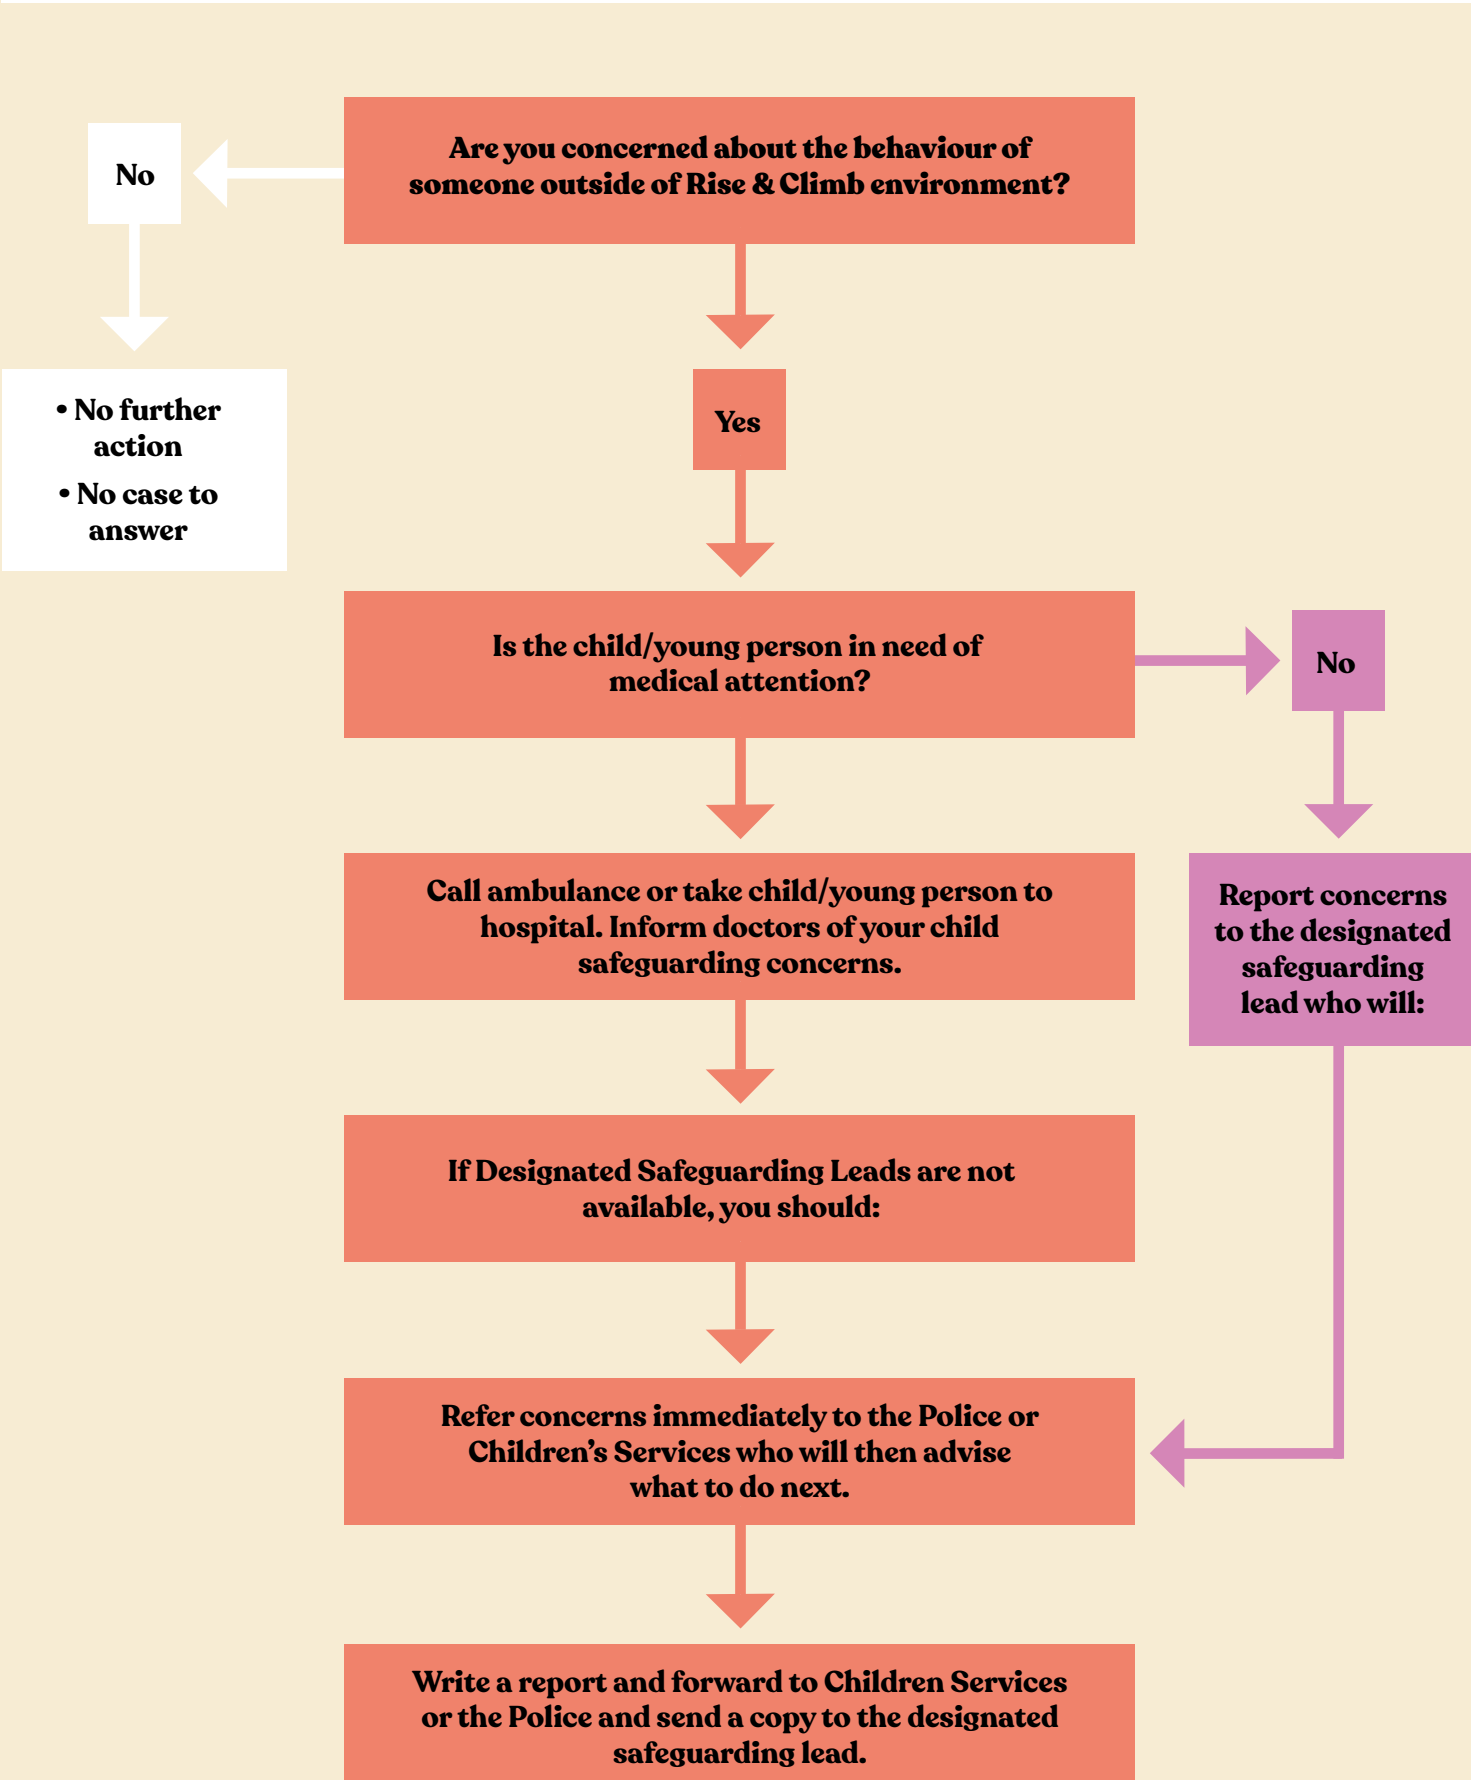 Are you concerned about the behaviour of
someone outside of Rise & Climb environment?
No
• No further
action
• No case to
answer
Yes
Is the child/young person in need of
medical attention?
No
Call ambulance or take child/young person to
hospital. Inform doctors of your child
safeguarding concerns.
Report concerns
to the designated
safeguarding
lead who will:
If Designated Safeguarding Leads are not
available, you should:
Refer concerns immediately to the Police or
Children’s Services who will then advise
what to do next.
Write a report and forward to Children Services
or the Police and send a copy to the designated
safeguarding lead.